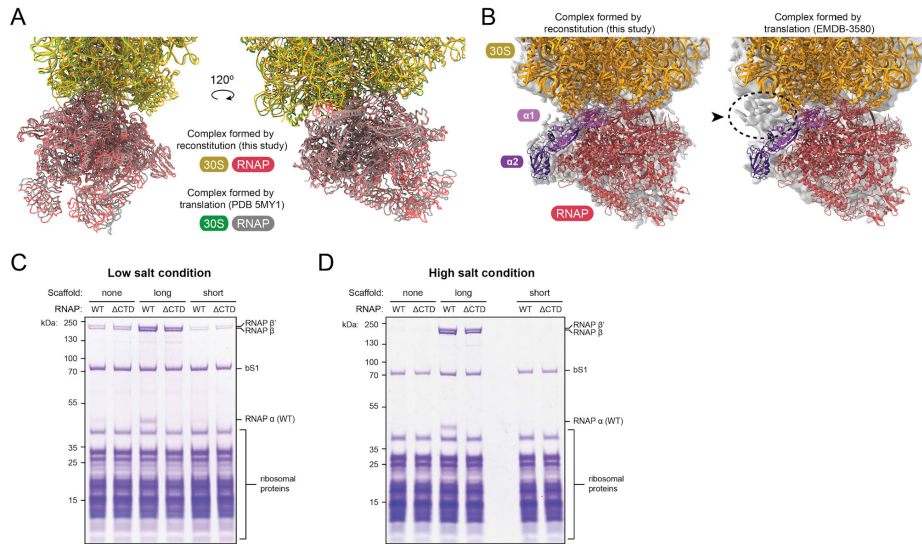 A
120º
Complex formed by
reconstitution (this study)
30S RNAP
Complex formed by
translation (PDB 5MY1)
30S RNAP
B
Complex formed by
reconstitution (this study)
Complex formed by
translation (EMDB-3580)
30S
α1
α2
RNAP
C
Low salt condition
Scaffold: none long short
RNAP: WT ΔCTD WT ΔCTD WT ΔCTD
kDa:
250
130
100
70
55
35
25
15
RNAP β'
RNAP β
bS1
RNAP α (WT)
ribosomal
proteins
D
High salt condition
Scaffold: none long short
RNAP: WT ΔCTD WT ΔCTD WT ΔCTD
kDa:
250
130
100
70
55
35
25
15
RNAP β'
RNAP β
bS1
RNAP α (WT)
ribosomal
proteins